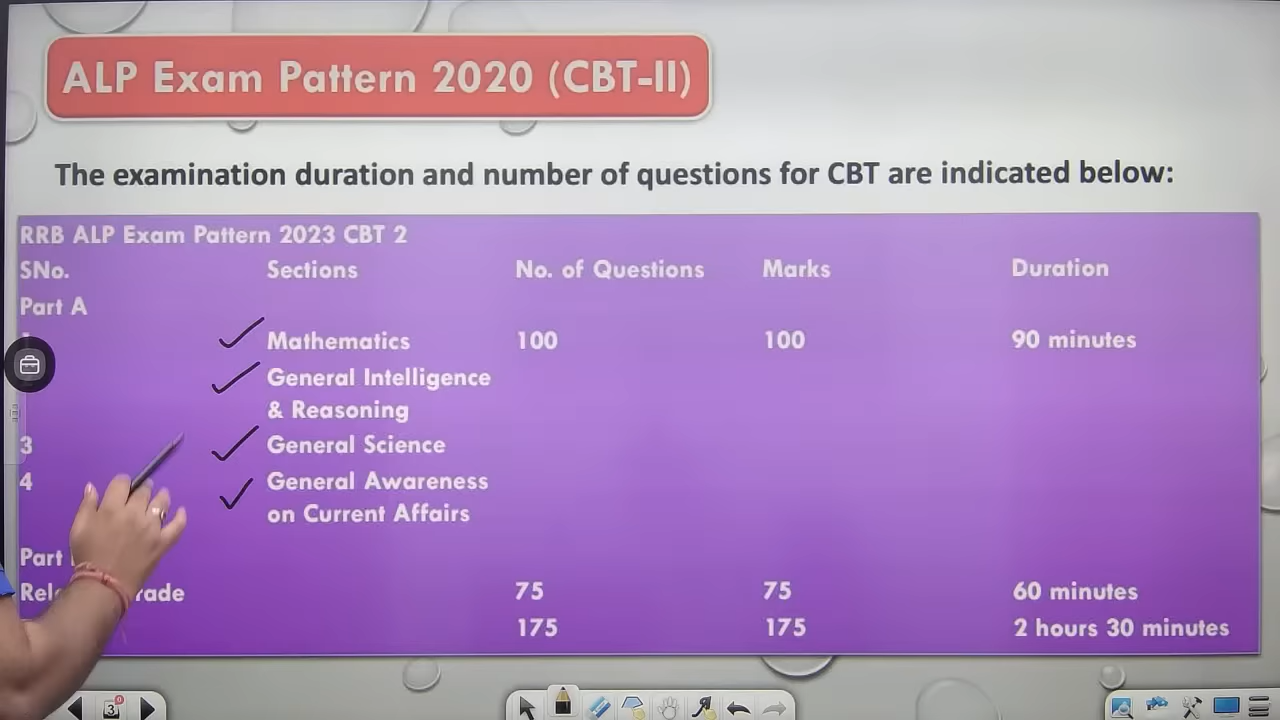 ALP Exam Pattern 2020 (CBT-II)
The examination duration and number of questions for CBT are indicated below:
RRB ALP Exam Pattern 2023 CBT 2
SNo. Sections No. of Questions Marks Duration
Part A
Mathematics 100 100 90 minutes
General Intelligence
& Reasoning
3 General Science
4 General Awareness
on Current Affairs
Part
75 75 60 minutes
175 175 2 hours 30 minutes
3